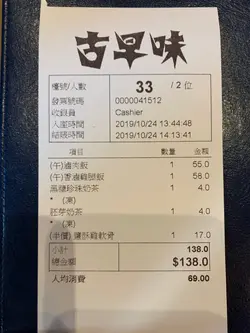 古早味
檯號/人數 33 / 2 位
發票號碼 0000041512
收銀員 Cashier
人座時間 2019/10/24 13:44:48
結賬時間 2019/10/24 14:13:41
項目 數量 金額
(午)滷肉飯 1 55.0
(午)香滷雞腿飯 1 58.0
黑糖珍珠奶茶 1 4.0
* (凍)
胚芽奶茶 1 4.0
* (凍)
(半價) 鹽酥雞軟骨 1 17.0
小計 138.0
總金額 $138.0
人均消費 69.00